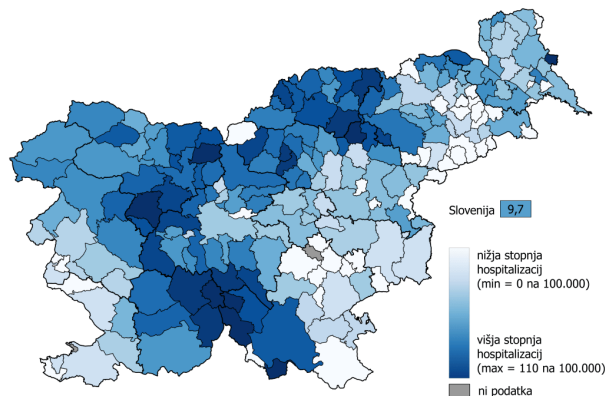 Slovenija 9,7
nižja stopnja
hospitalizacij
(min = 0 na 100.000)
višja stopnja
hospitalizacij
(max = 110 na 100.000)
ni podatka